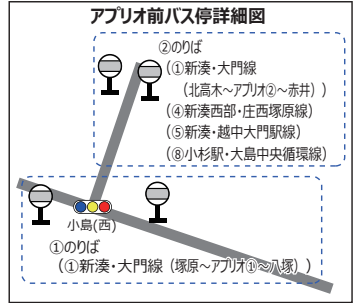 アプリオ前バス停詳細図
②のりば
(①新湊・大門線
(北高木～アプリオ②～赤井))
(④新湊西部・庄西塚原線)
(⑤新湊・越中大門駅線)
(⑧小杉駅・大島中央循環線)
小島(西)
①のりば
(①新湊・大門線(塚原～アプリオ①～八塚))